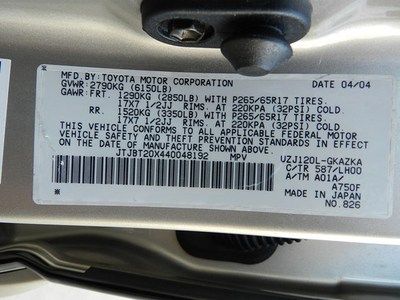 MFD.BY:TOYOTA MOTOR CORPORATION DATE 04/04
GVWR:2790KG (6150LB)
GAWR:FRT. 1290KG (2850LB) WITH P265/65R17 TIRES.
17X7 1/2JJ RIMS, AT 220KPA (32PSI) COLD.
RR. 1520KG (3350LB) WITH P265/65R17 TIRES.
17X7 1/2JJ RIMS, AT 220KPA (32PSI) COLD.
THIS VEHICLE CONFORMS TO ALL APPLICABLE FEDERAL MOTOR
VEHICLE SAFETY AND THEFT PREVENTION STANDARDS IN EFFECT
ON THE DATE OF MANUFACTURE SHOWN ABOVE.
JTJBT20X440048192 MPV UZJ120L-GKAZKA
C/TR 587/LH00
A/TM A01A/
A750F
MADE IN JAPAN
NO.826